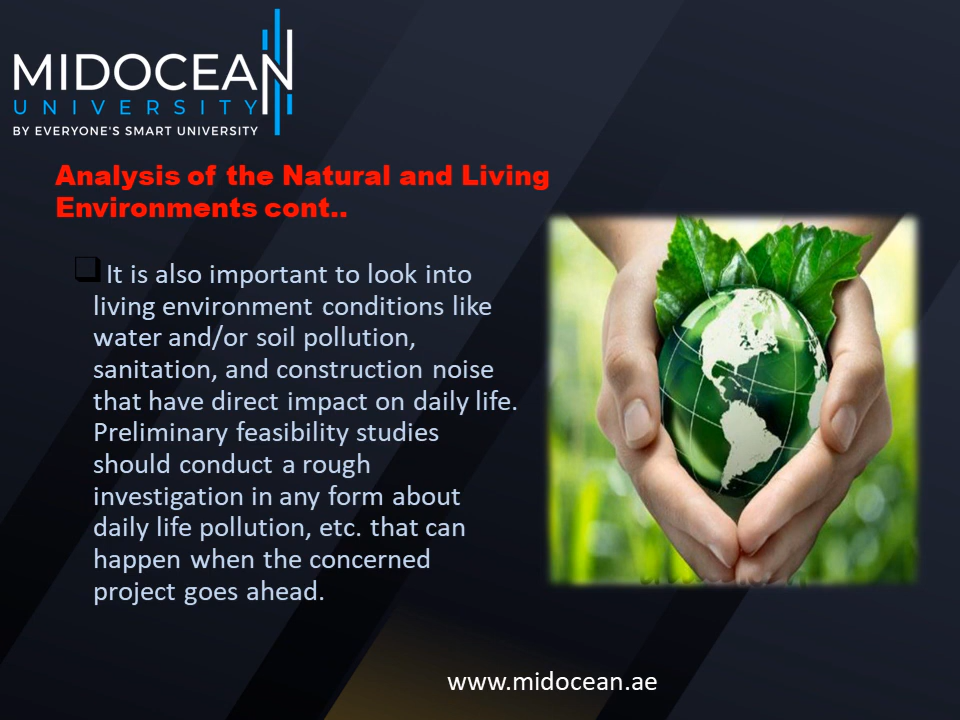 MIDOCEAN
UNIVERSITY
BY EVERYONE'S SMART UNIVERSITY
Analysis of the Natural and Living
Environments cont..
It is also important to look into
living environment conditions like
water and/or soil pollution,
sanitation, and construction noise
that have direct impact on daily life.
Preliminary feasibility studies
should conduct a rough
investigation in any form about
daily life pollution, etc. that can
happen when the concerned
project goes ahead.
www.midocean.ae